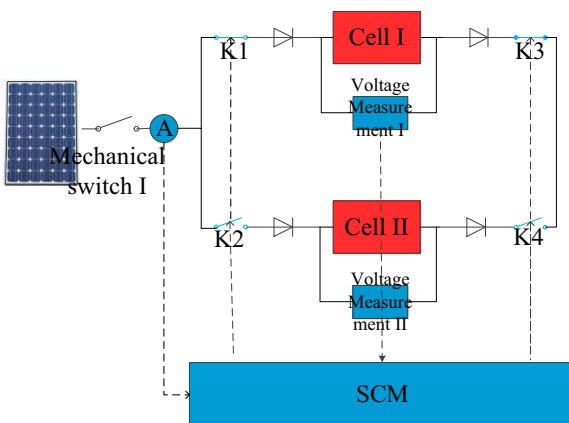 K1
Cell I
K3
Voltage
Measure
ment I
A
Mechanical
switch I
K2
Cell II
K4
Voltage
Measure
ment II
SCM